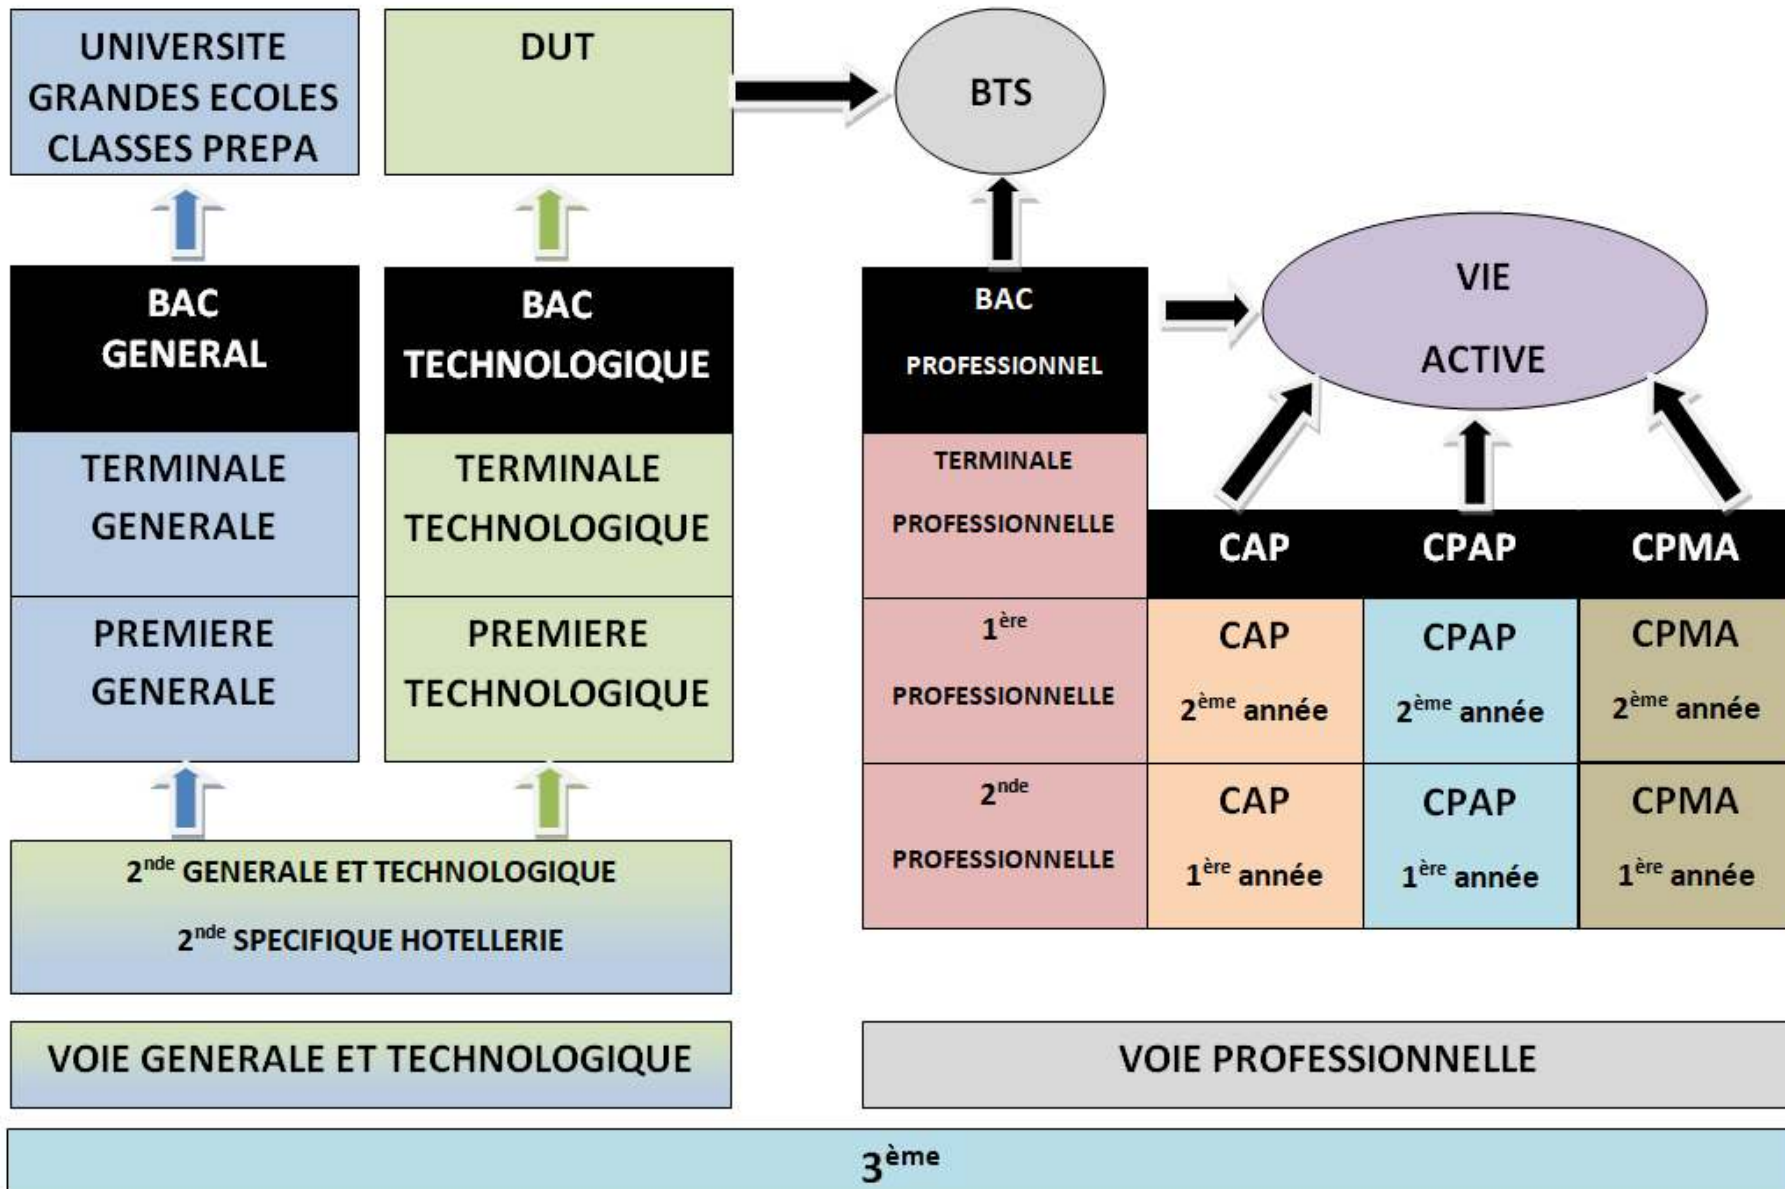 UNIVERSITE
GRANDES ECOLES
CLASSES PREPA
DUT
BTS
VIE
ACTIVE
BAC
GENERAL
BAC
TECHNOLOGIQUE
BAC
PROFESSIONNEL
TERMINALE
GENERALE
TERMINALE
TECHNOLOGIQUE
TERMINALE
PROFESSIONNELLE
CAP
CPAP
CPMA
PREMIERE
GENERALE
PREMIERE
TECHNOLOGIQUE
1ère
PROFESSIONNELLE
CAP
2ème année
CPAP
2ème année
CPMA
2ème année
2nde
PROFESSIONNELLE
CAP
1ère année
CPAP
1ère année
CPMA
1ère année
2nde GENERALE ET TECHNOLOGIQUE
2nde SPECIFIQUE HOTELLERIE
VOIE GENERALE ET TECHNOLOGIQUE
VOIE PROFESSIONNELLE
3ème